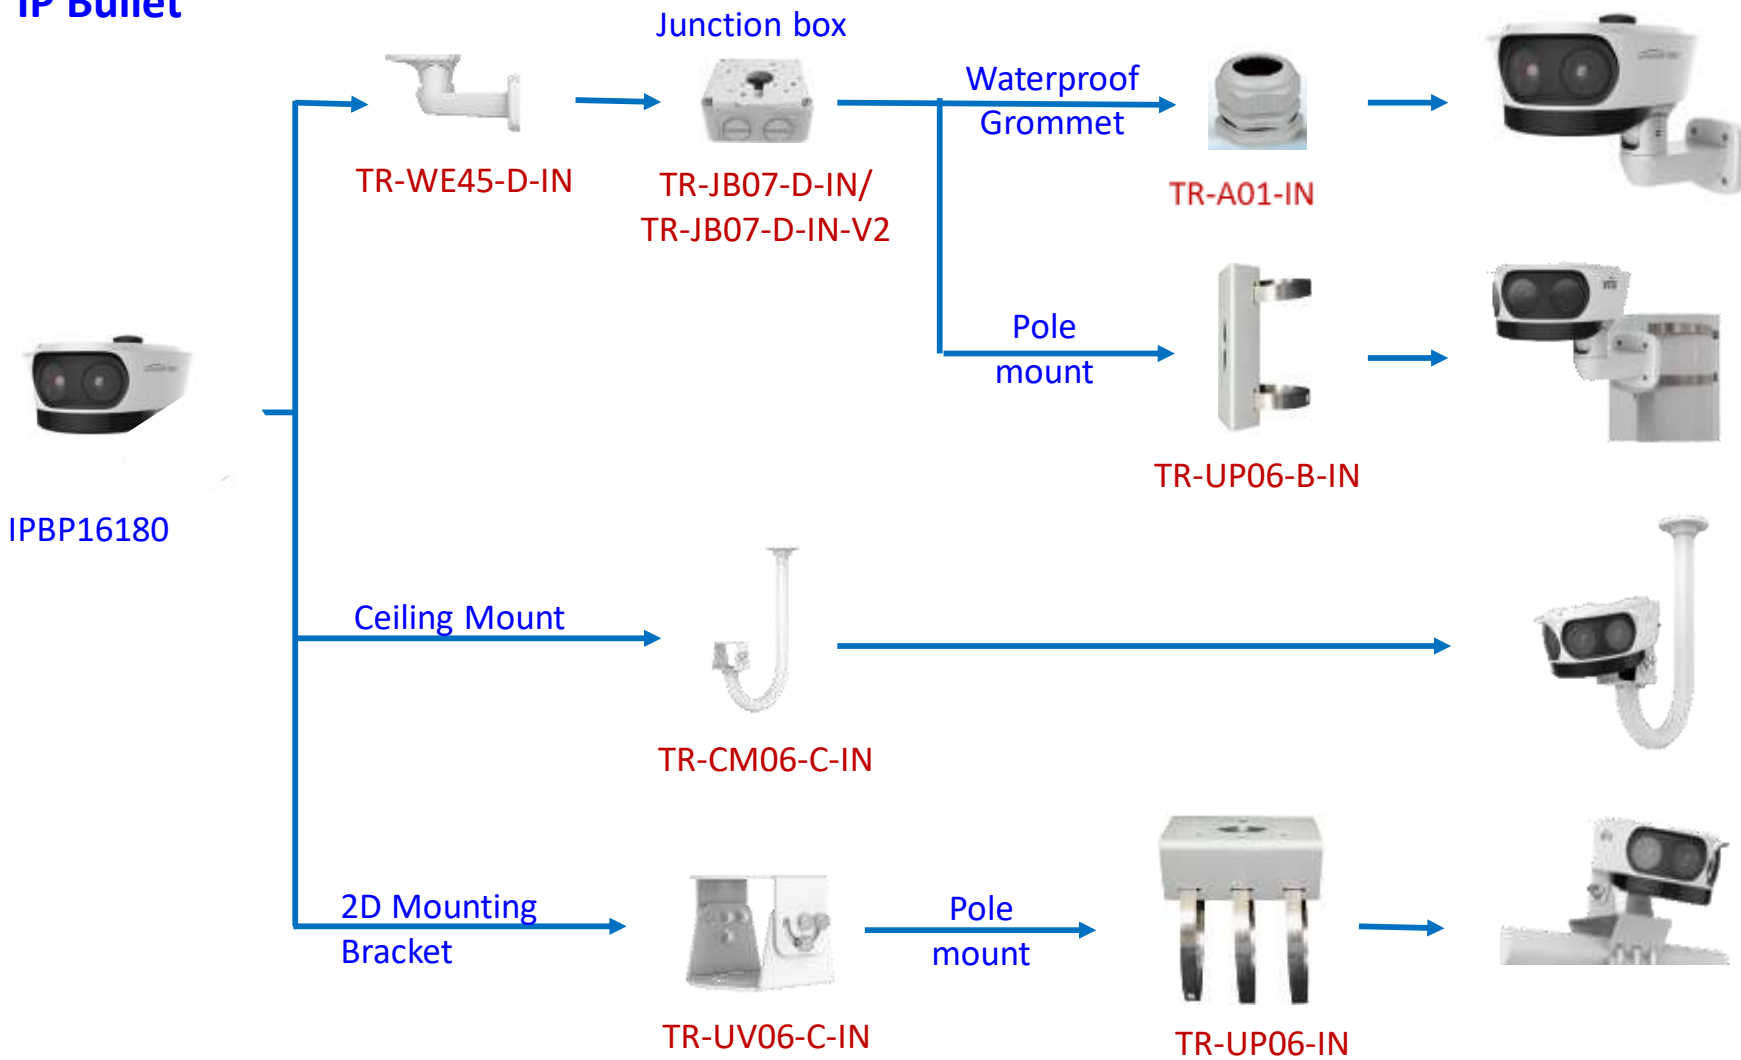 IP Bullet
Junction box
Waterproof
Grommet
TR-WE45-D-IN
TR-JB07-D-IN/
TR-JB07-D-IN-V2
TR-A01-IN
Pole
mount
TR-UP06-B-IN
IPBP16180
Ceiling Mount
TR-CM06-C-IN
2D Mounting
Bracket
Pole
mount
TR-UV06-C-IN
TR-UP06-IN